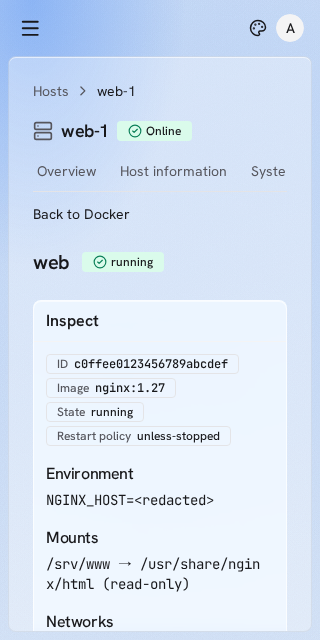 A
Hosts > web-1
web-1 Online
Overview Host information Syste
Back to Docker
web running
Inspect
ID c0ffee0123456789abcdef
Image nginx:1.27
State running
Restart policy unless-stopped
Environment
NGINX_HOST=<redacted>
Mounts
/srv/www → /usr/share/ngin
x/html (read-only)
Networks